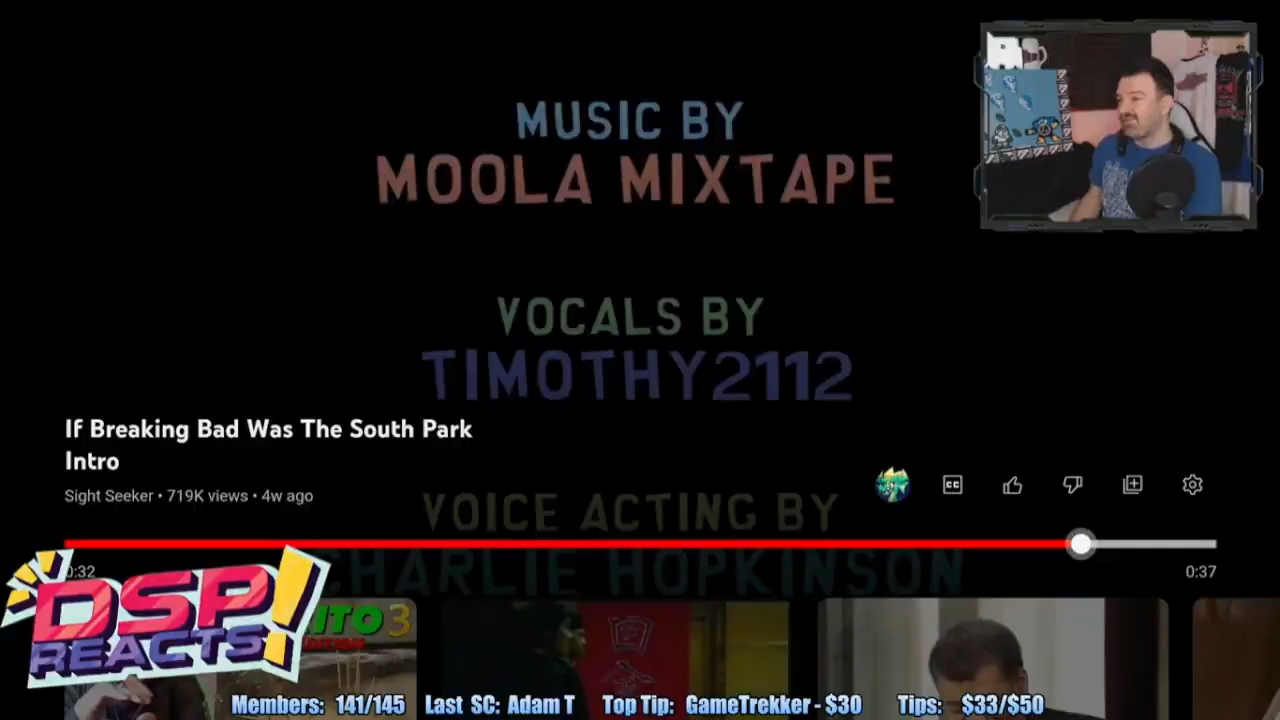 MUSIC BY
MOOLA MIXTAPE
VOCALS BY
TIMOTHY2112
If Breaking Bad Was The South Park
Intro
Sight Seeker • 719K views • 4w ago
CC
VOICE ACTING BY
CHARLIE HOPKINSON
0:32
0:37
DSP
REACTS!
3
Members: 141/145 Last SC: Adam T Top Tip: GameTrekker - $30 Tips: $33/$50